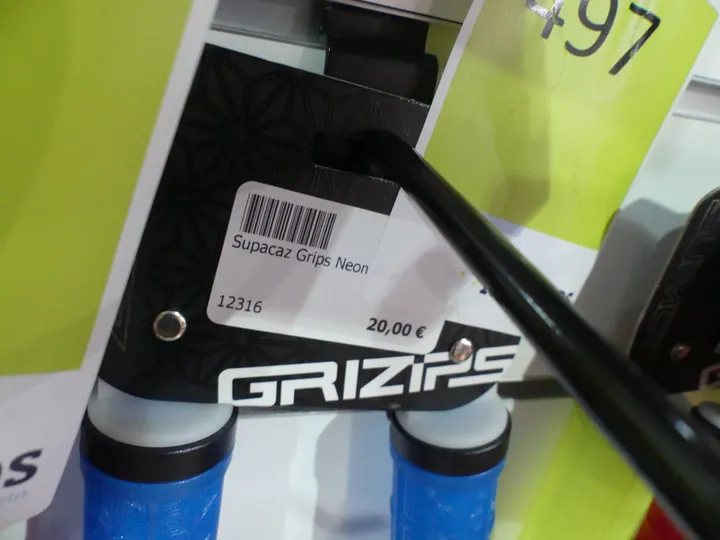 497
Supacaz Grips Neon
12316
20,00 €
GRIZIPS